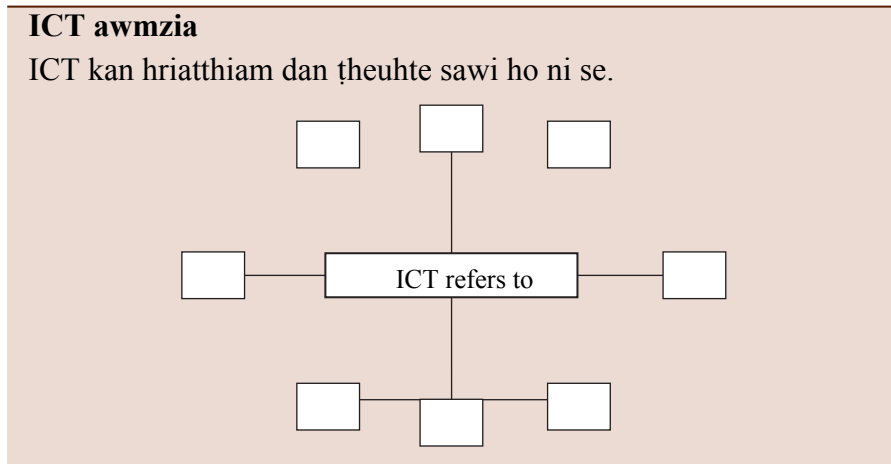 ICT awmzia
ICT kan hriatthiam dan ṭheuhte sawi ho ni se.
ICT refers to